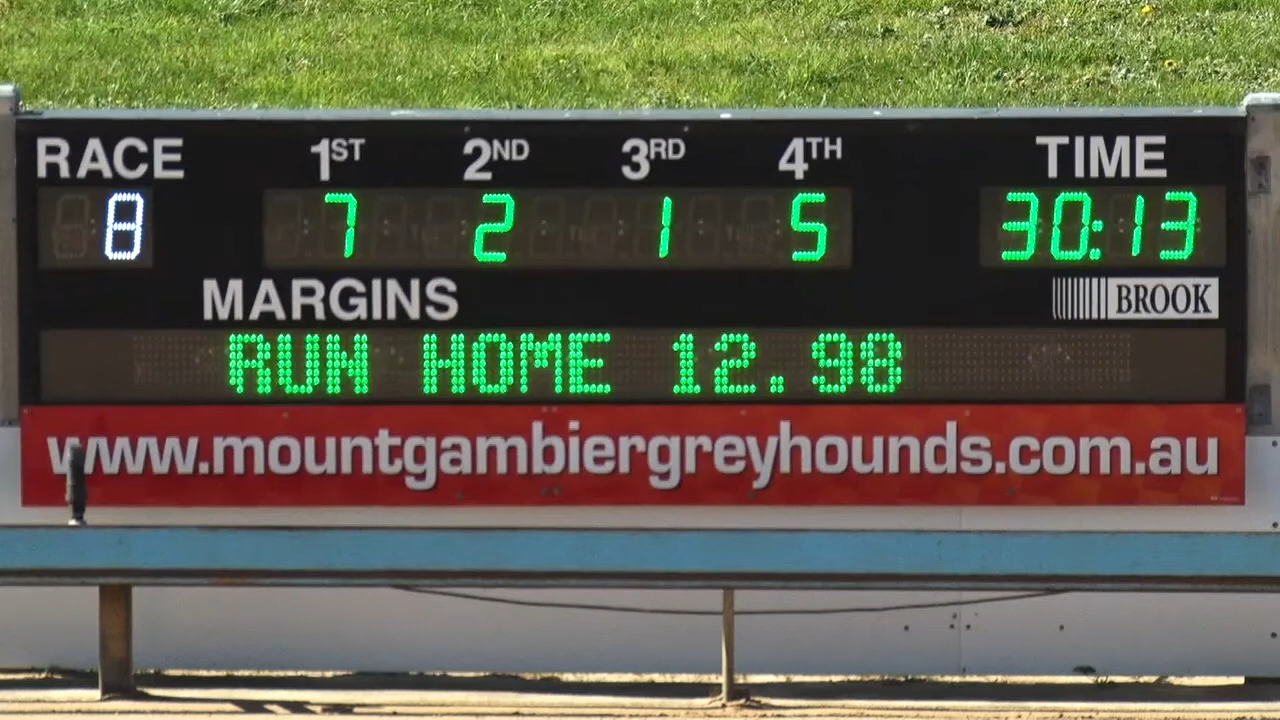 RACE 1ST 2ND 3RD 4TH TIME
8 7 2 1 5 30:13
MARGINS BROOK
RUN HOME 12.98
www.mountgambiergreyhounds.com.au